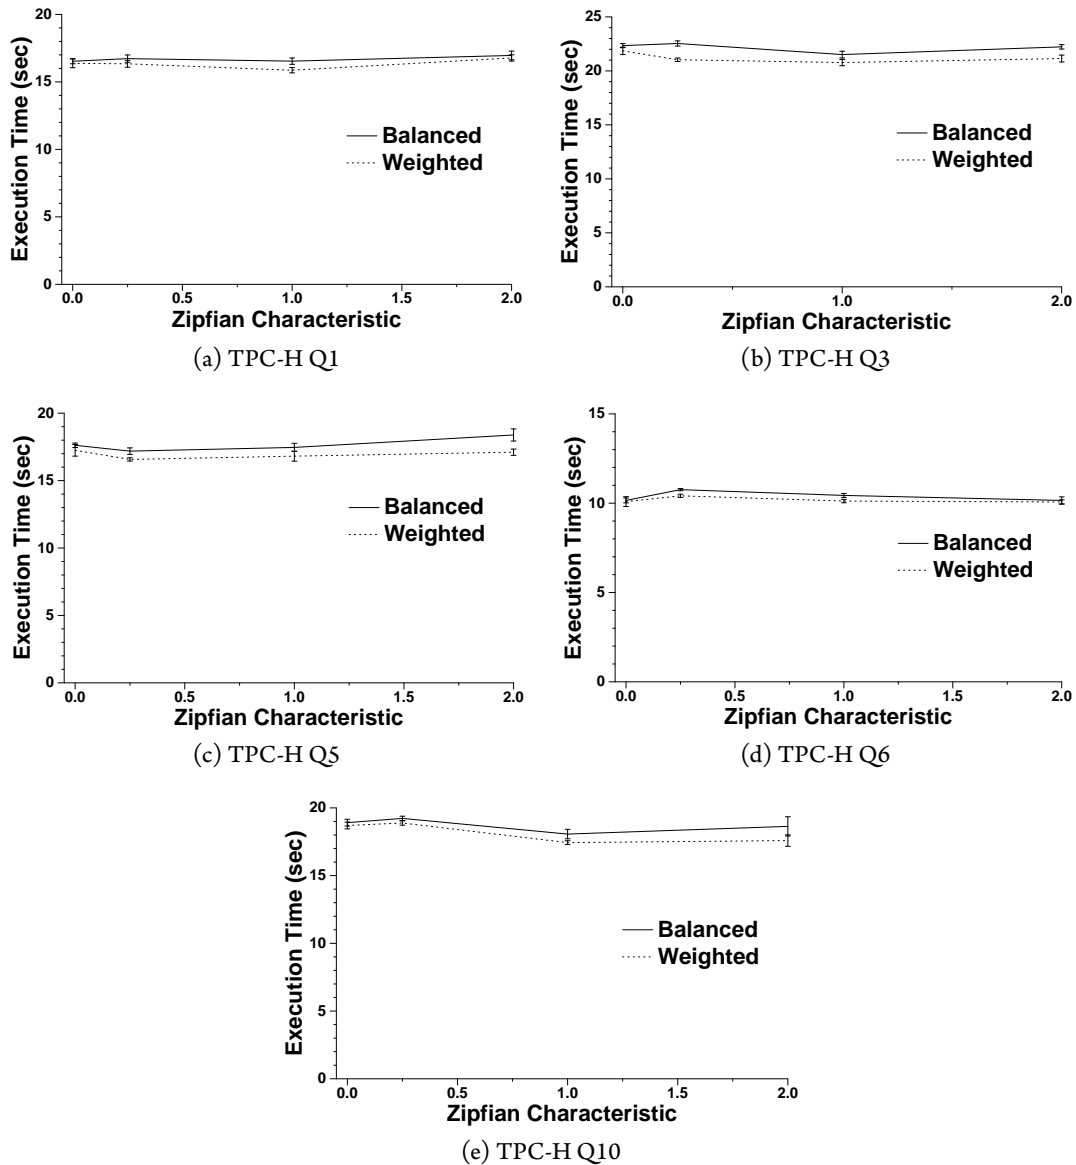 20
15
10
5
0
Execution Time (sec)
0.0 0.5 1.0 1.5 2.0
Zipfian Characteristic
Balanced
Weighted
(a) TPC-H Q1
25
20
15
10
5
0
Execution Time (sec)
0.0 1.0 2.0
Zipfian Characteristic
Balanced
Weighted
(b) TPC-H Q3
20
15
10
5
0
Execution Time (sec)
0.0 0.5 1.0 1.5 2.0
Zipfian Characteristic
Balanced
Weighted
(c) TPC-H Q5
15
10
5
0
Execution Time (sec)
0.0 0.5 1.0 1.5 2.0
Zipfian Characteristic
Balanced
Weighted
(d) TPC-H Q6
20
15
10
5
0
Execution Time (sec)
0.0 0.5 1.0 1.5 2.0
Zipfian Characteristic
Balanced
Weighted
(e) TPC-H Q10